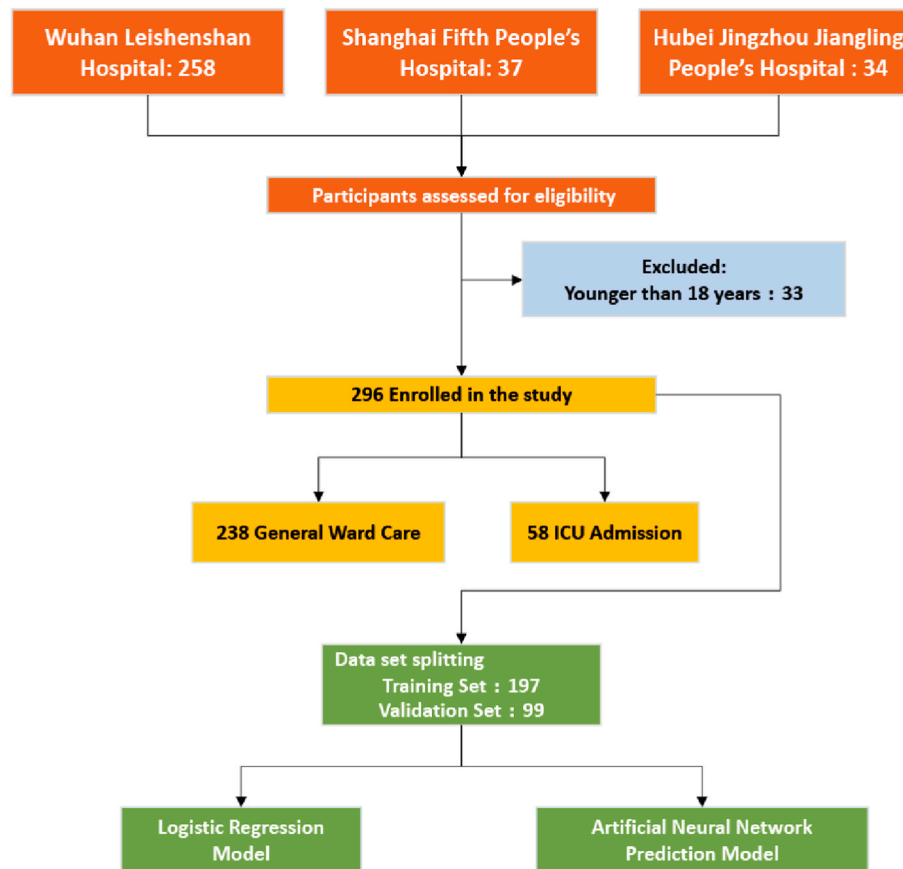 Wuhan Leishenshan
Hospital: 258
Shanghai Fifth People's
Hospital: 37
Hubei Jingzhou Jiangling
People's Hospital : 34
Participants assessed for eligibility
Excluded:
Younger than 18 years : 33
296 Enrolled in the study
238 General Ward Care
58 ICU Admission
Data set splitting
Training Set : 197
Validation Set : 99
Logistic Regression
Model
Artificial Neural Network
Prediction Model